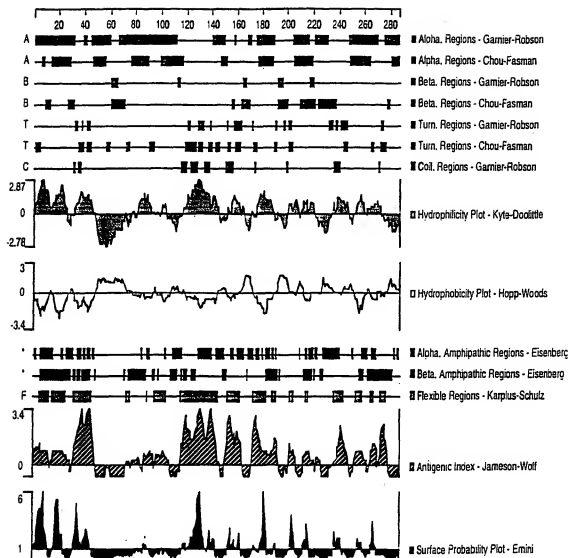 20 40 60 80 100 120 140 160 180 200 220 240 260 280
A Alpha. Regions - Garnier-Robson
A Alpha. Regions - Chou-Fasman
B Beta. Regions - Garnier-Robson
B Beta. Regions - Chou-Fasman
T Turn. Regions - Garnier-Robson
T Turn. Regions - Chou-Fasman
C Coil. Regions - Garnier-Robson
2.87
0 Hydrophilicity Plot - Kyte-Doolittle
-2.78
3
0 Hydrophobicity Plot - Hopp-Woods
-3.4
* Alpha. Amphipathic Regions - Eisenberg
* Beta. Amphipathic Regions - Eisenberg
F Flexible Regions - Karplus-Schulz
3.4
0 Antigenic Index - Jameson-Wolf
6
1 Surface Probability Plot - Emini